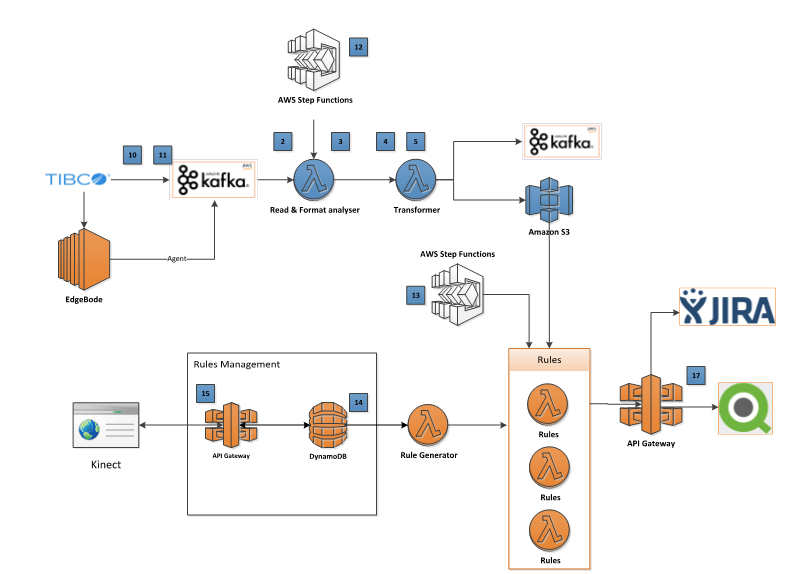 12
AWS Step Functions
2
3
4
5
10
11
TIBCO
AWS
kafka
Read & Format analyser
Transformer
AWS
kafka
Amazon S3
Agent
EdgeBode
AWS Step Functions
13
JIRA
Rules Management
Rules
15
14
17
API Gateway
DynamoDB
Rule Generator
Rules
API Gateway
Kinect
Rules
Rules